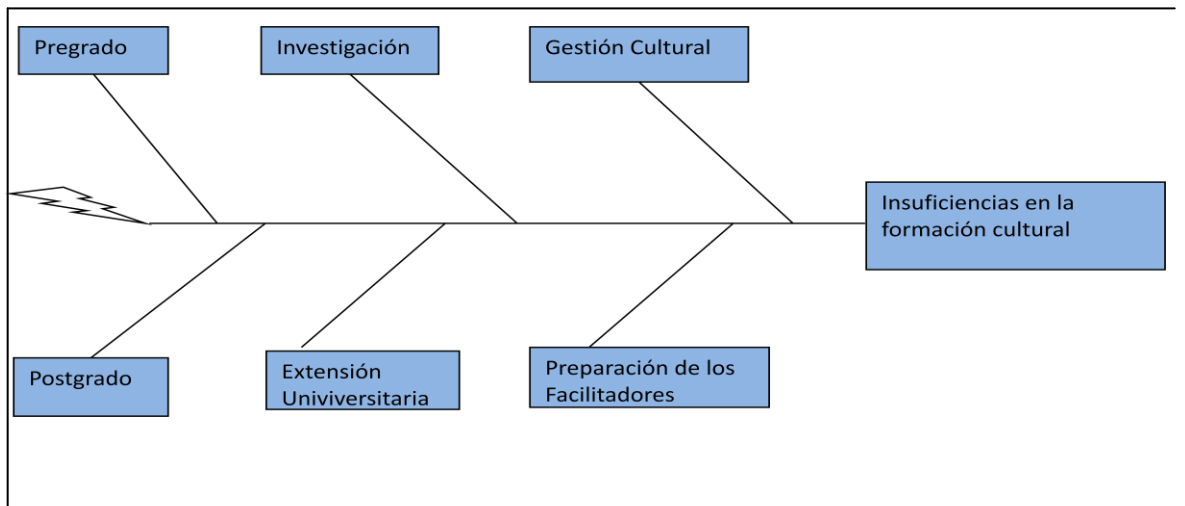 Pregrado
Investigación
Gestión Cultural
Insuficiencias en la
formación cultural
Postgrado
Extensión
Univiversitaria
Preparación de los
Facilitadores